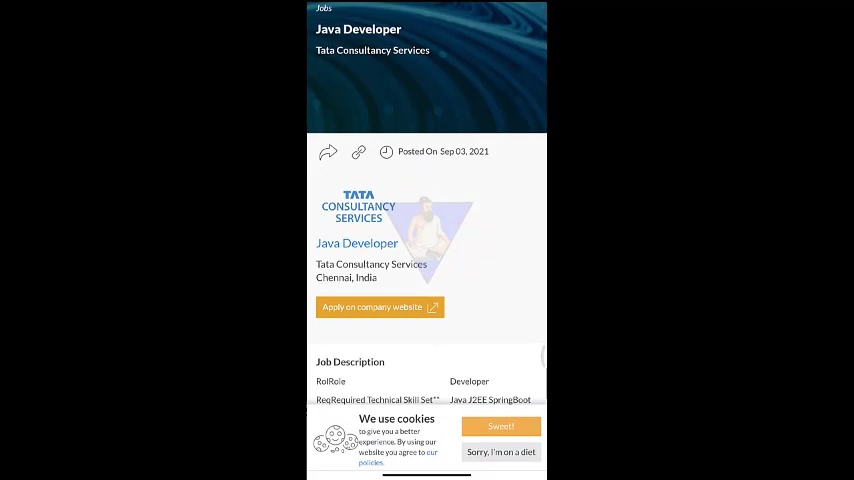 Jobs
Java Developer
Tata Consultancy Services
Posted On Sep 03, 2021
TATA
CONSULTANCY
SERVICES
Java Developer
Tata Consultancy Services
Chennai, India
Apply on company website
Job Description
RolRole Developer
ReqRequired Technical Skill Set** Java J2EE SpringBoot
We use cookies
to give you a better
experience. By using our
website you agree to our
policies.
Sweet!
Sorry, I'm on a diet